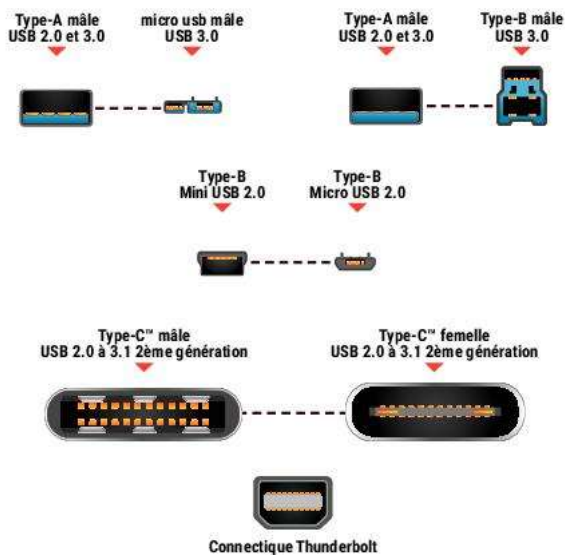 Type-A mâle
USB 2.0 et 3.0
micro usb mâle
USB 3.0
Type-A mâle
USB 2.0 et 3.0
Type-B mâle
USB 3.0
Type-B
Mini USB 2.0
Type-B
Micro USB 2.0
Type-C™ mâle
USB 2.0 à 3.1 2ème génération
Type-C™ femelle
USB 2.0 à 3.1 2ème génération
Connectique Thunderbolt